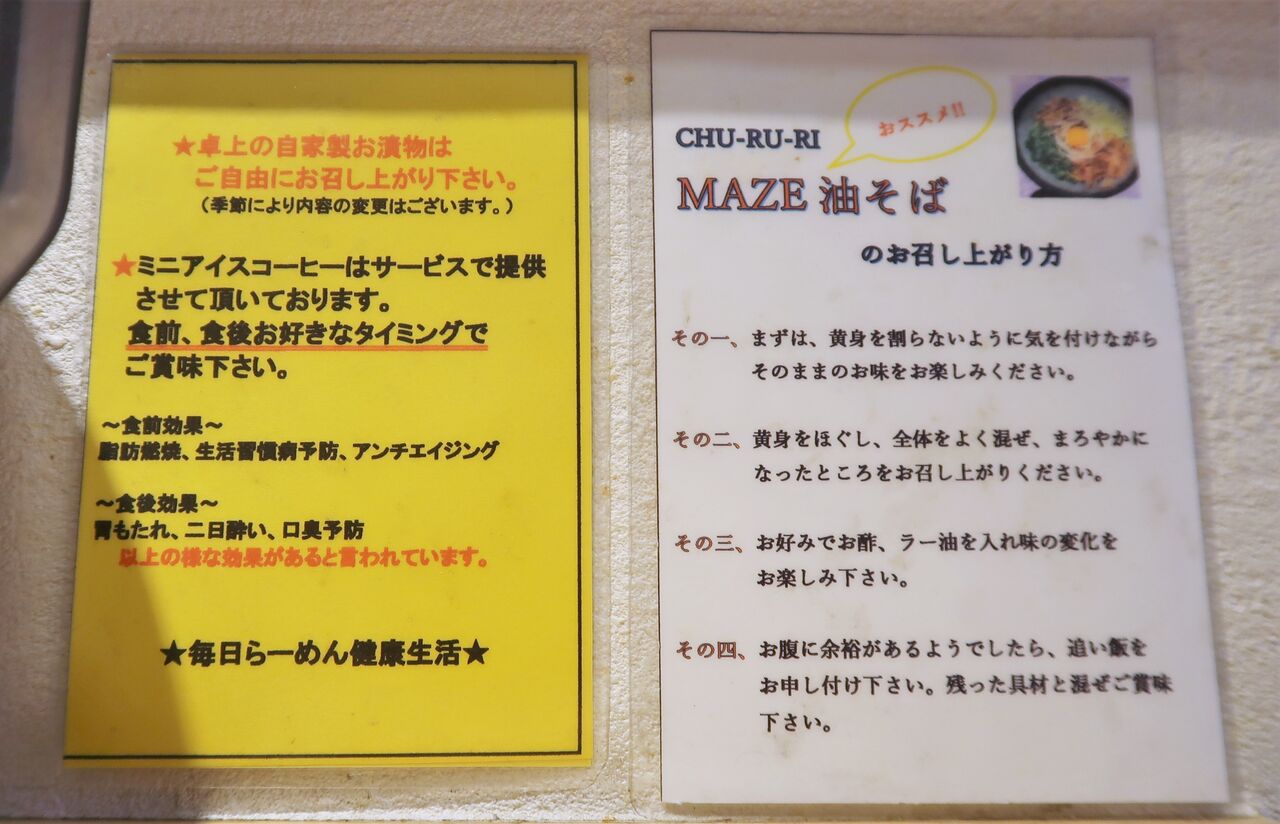 ★卓上の自家製お漬物は
ご自由にお召し上がり下さい。
（季節により内容の変更はございます。）
★ミニアイスコーヒーはサービスで提供
させて頂いております。
食前、食後お好きなタイミングで
ご賞味下さい。
～食前効果～
脂肪燃焼、生活習慣病予防、アンチエイジング
～食後効果～
胃もたれ、二日酔い、口臭予防
以上の様な効果があると言われています。
★毎日らーめん健康生活★
おススメ!!
CHU-RU-RI
MAZE 油そば
のお召し上がり方
その一、まずは、黄身を割らないように気を付けながら
そのままのお味をお楽しみください。
その二、黄身をほぐし、全体をよく混ぜ、まろやかに
なったところをお召し上がりください。
その三、お好みでお酢、ラー油を入れ味の変化を
お楽しみ下さい。
その四、お腹に余裕があるようでしたら、追い飯を
お申し付け下さい。残った具材と混ぜご賞味
下さい。